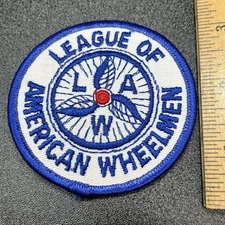 LEAGUE OF
L A
W
AMERICAN WHEELMEN